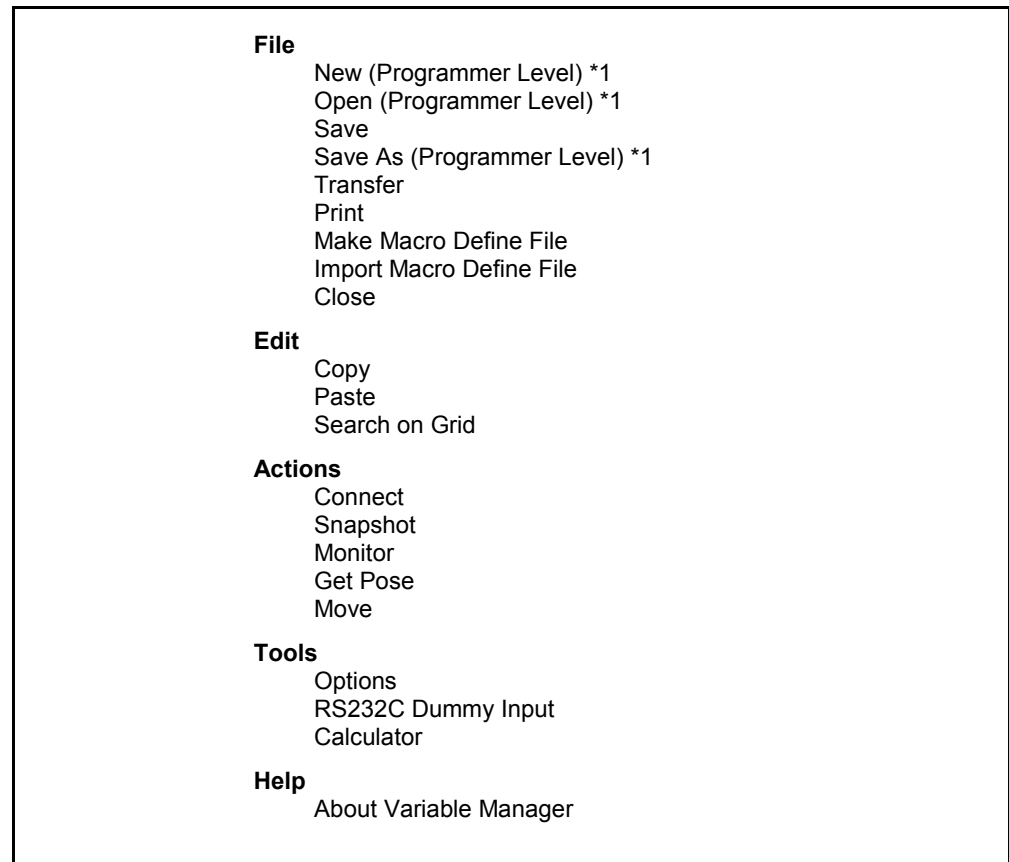 File
New (Programmer Level) *1
Open (Programmer Level) *1
Save
Save As (Programmer Level) *1
Transfer
Print
Make Macro Define File
Import Macro Define File
Close
Edit
Copy
Paste
Search on Grid
Actions
Connect
Snapshot
Monitor
Get Pose
Move
Tools
Options
RS232C Dummy Input
Calculator
Help
About Variable Manager